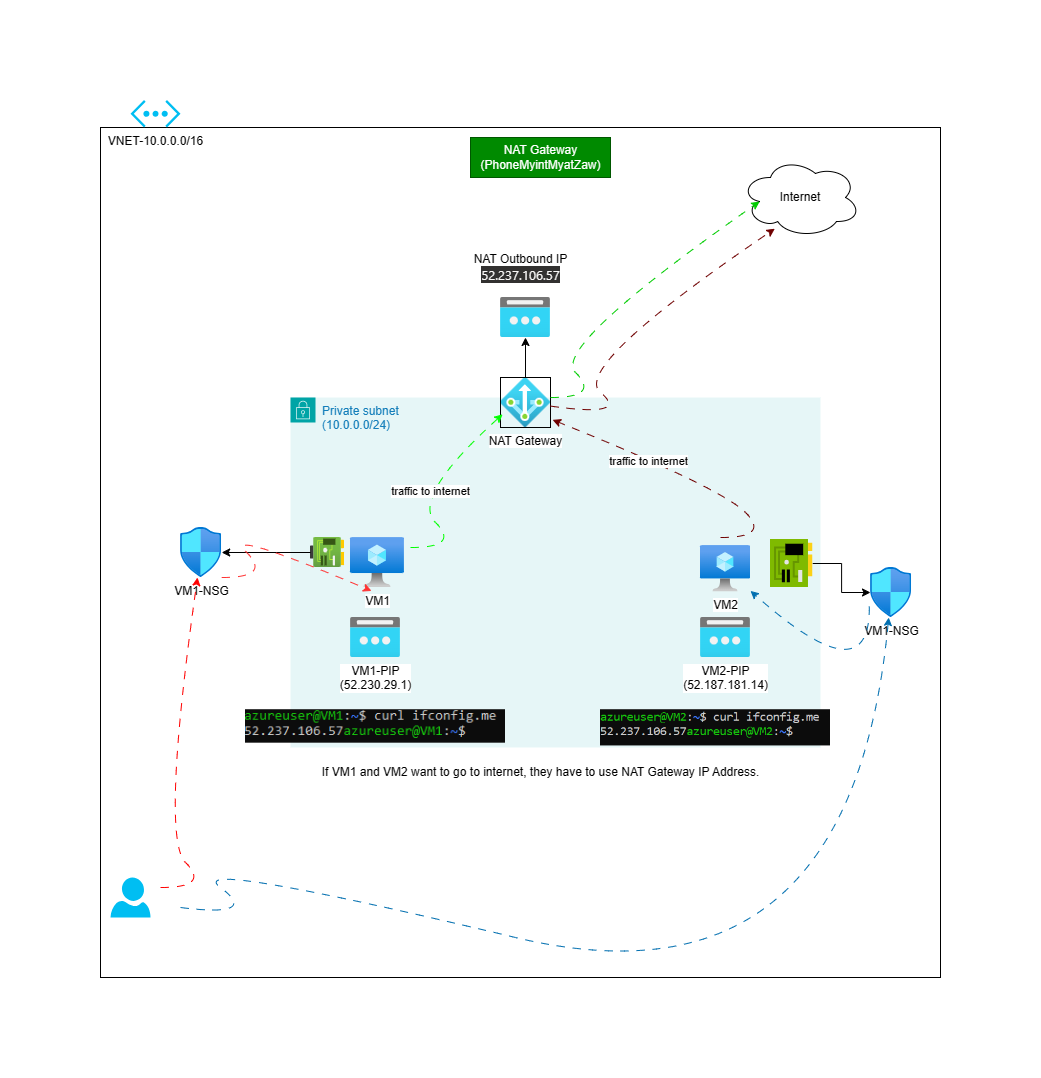 VNET-10.0.0.0/16
NAT Gateway
(PhoneMyintMyatZaw)
Internet
NAT Outbound IP
52.237.106.57
Private subnet
(10.0.0.0/24)
NAT Gateway
traffic to internet
traffic to internet
VM1-NSG
VM1
VM2
VM1-NSG
VM1-PIP
(52.230.29.1)
VM2-PIP
(52.187.181.14)
azureuser@VM1:~$ curl ifconfig.me
52.237.106.57azureuser@VM1:~$
azureuser@VM2:~$ curl ifconfig.me
52.237.106.57azureuser@VM2:~$
If VM1 and VM2 want to go to internet, they have to use NAT Gateway IP Address.